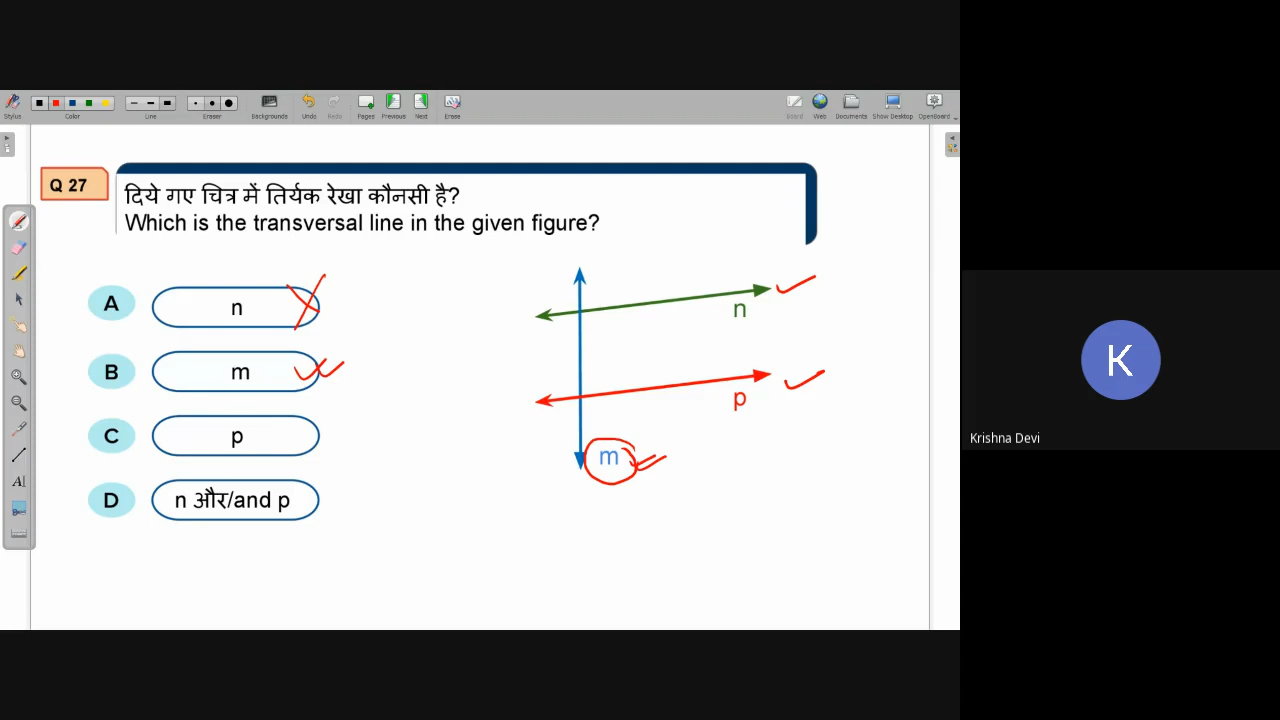 Stylus
Color
Line
Eraser
Backgrounds
Undo
Redo
Pages
Previous
Next
Erase
Board
Web
Documents
Show Desktop
OpenBoard
Q 27
दिये गए चित्र में तिर्यक रेखा कौनसी है?
Which is the transversal line in the given figure?
A
n
B
m
C
p
D
n और/and p
n
p
m
AI
K
Krishna Devi